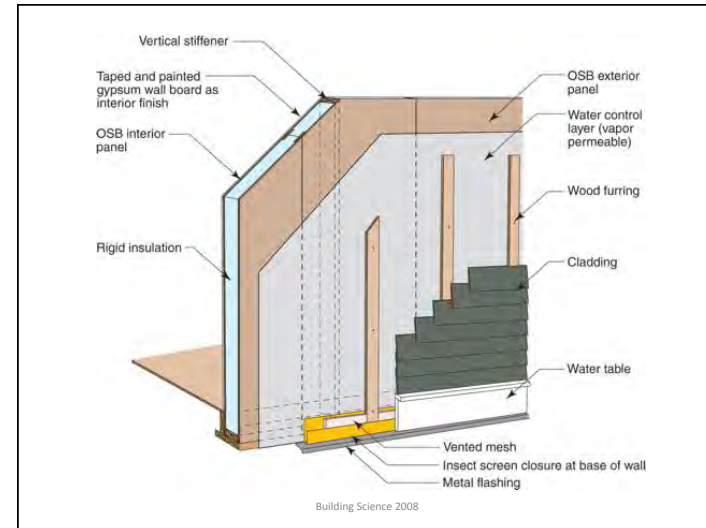 Vertical stiffener
Taped and painted
gypsum wall board as
interior finish
OSB interior
panel
Rigid insulation
OSB exterior
panel
Water control
layer (vapor
permeable)
Wood furring
Cladding
Water table
Vented mesh
Insect screen closure at base of wall
Metal flashing
Building Science 2008